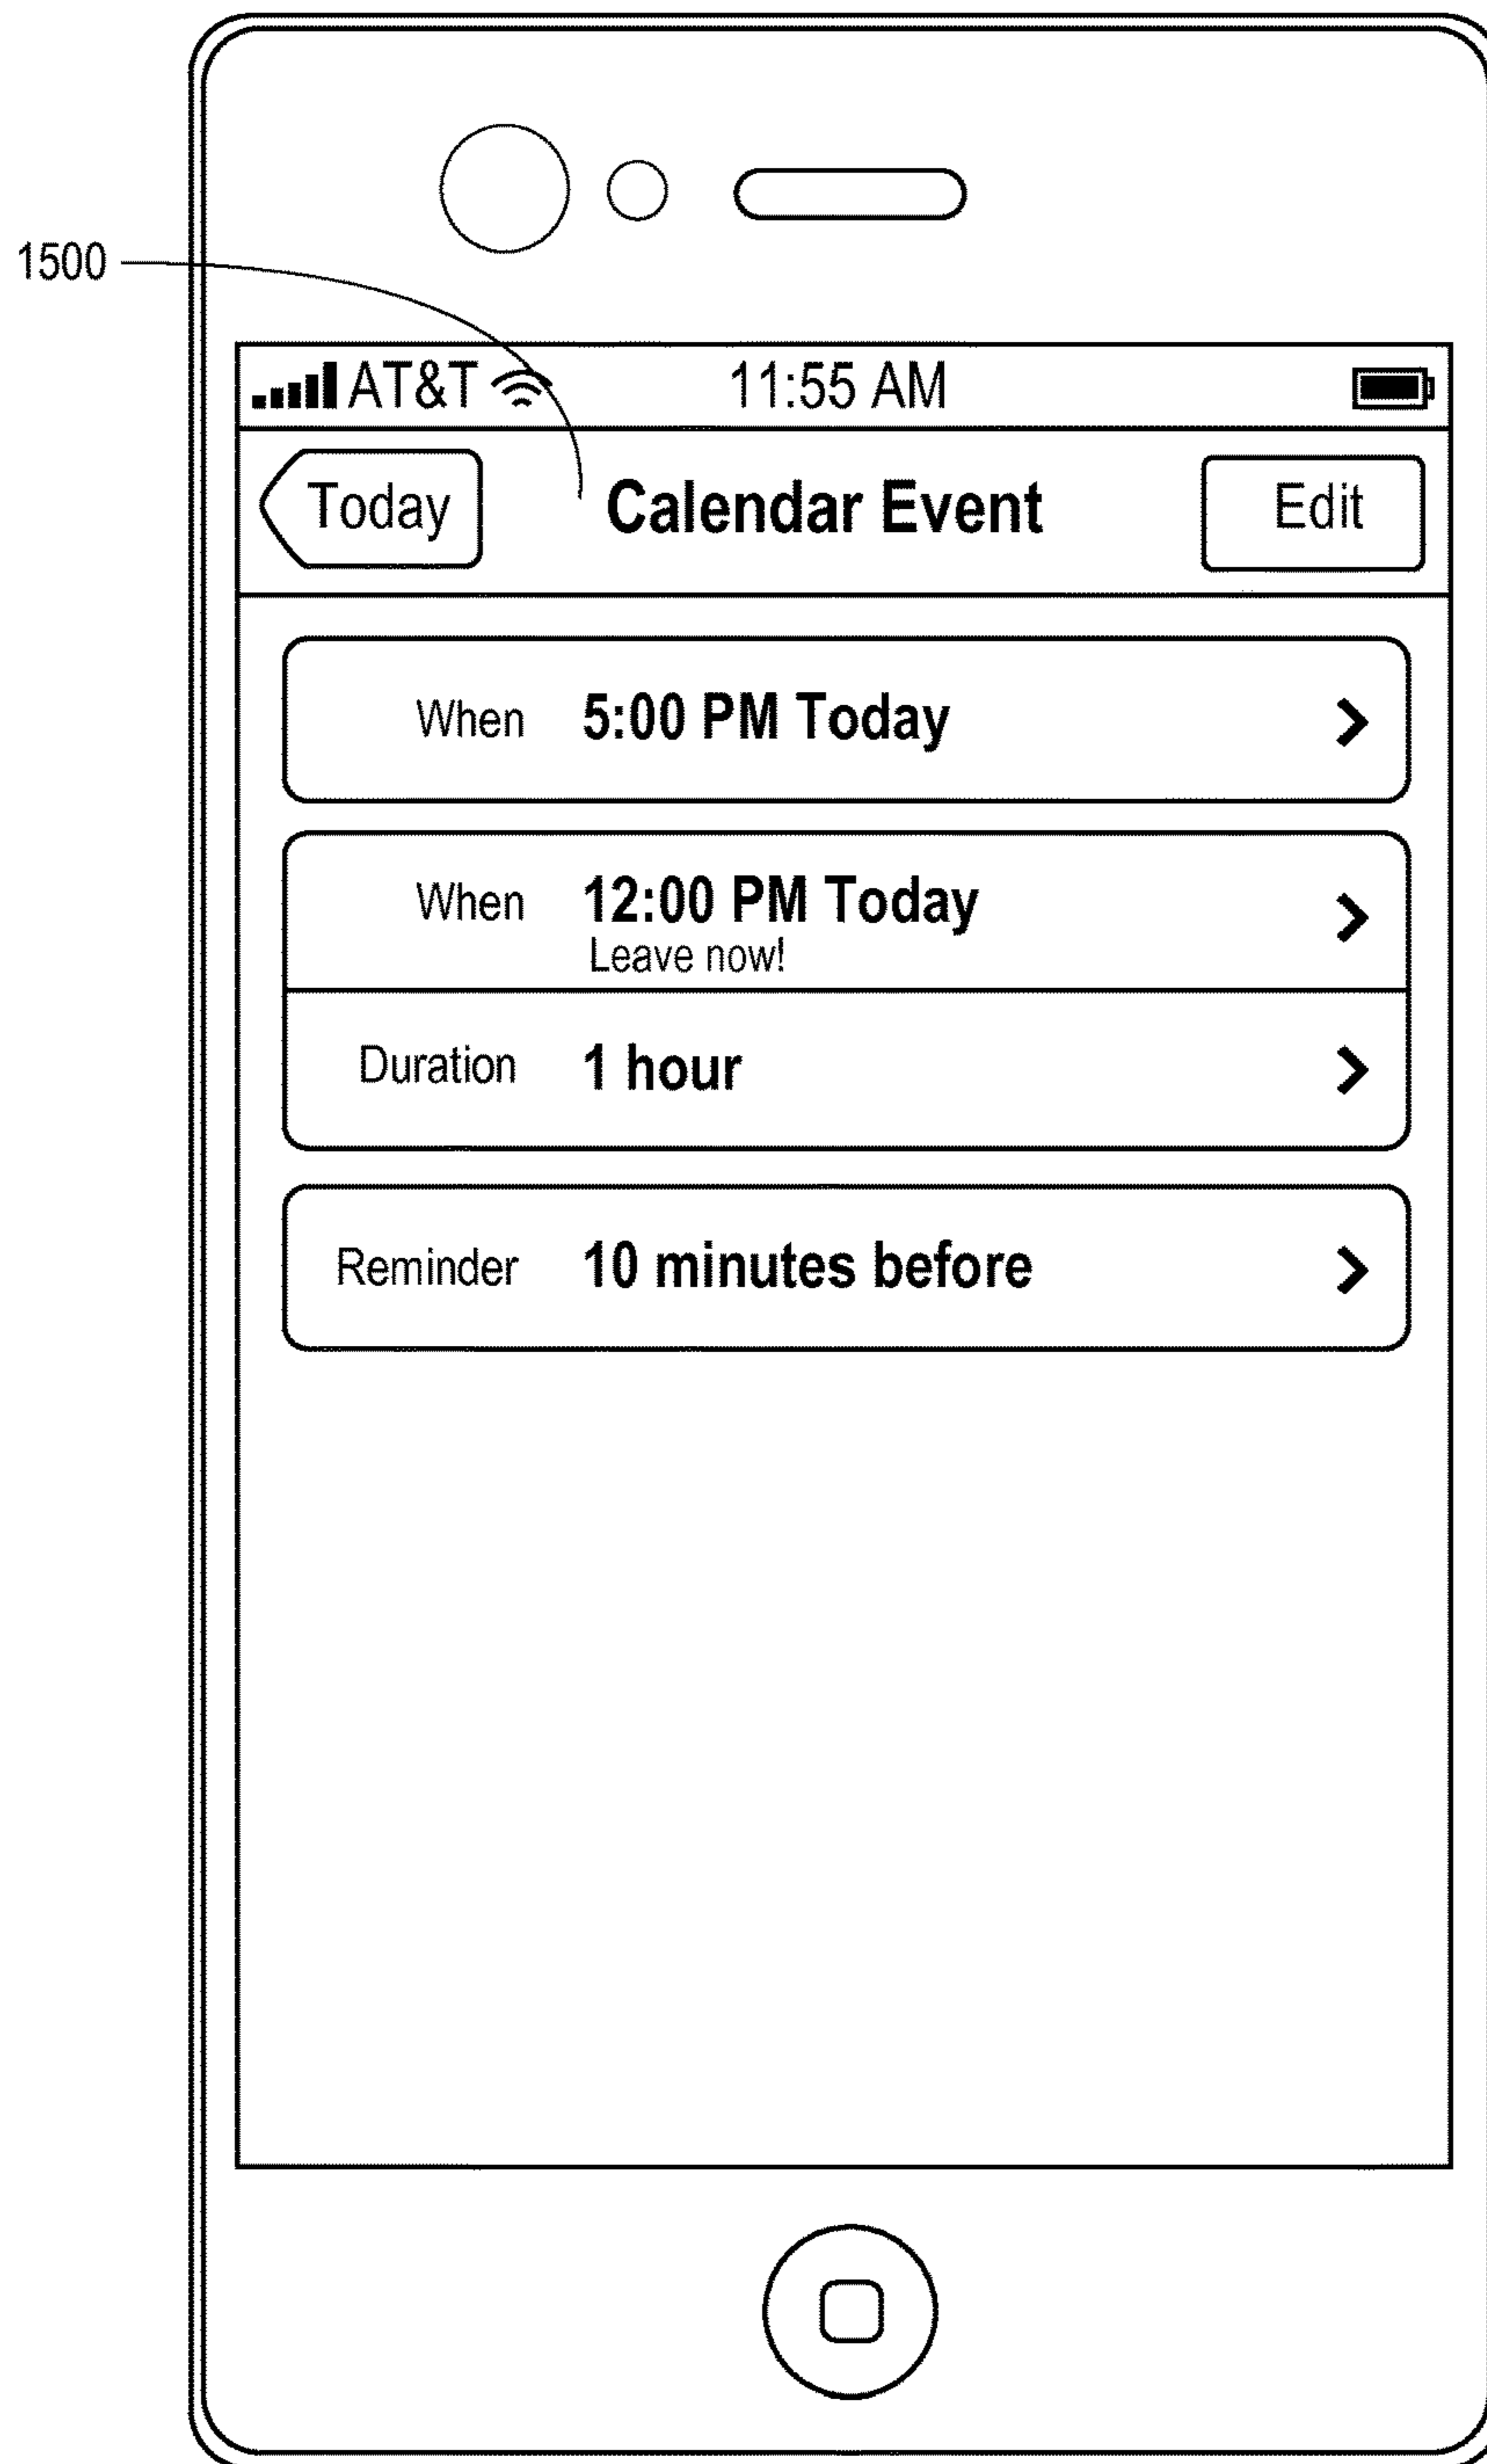 1500
AT&T 11:55 AM
Today Calendar Event Edit
When 5:00 PM Today
When 12:00 PM Today
Leave now!
Duration 1 hour
Reminder 10 minutes before